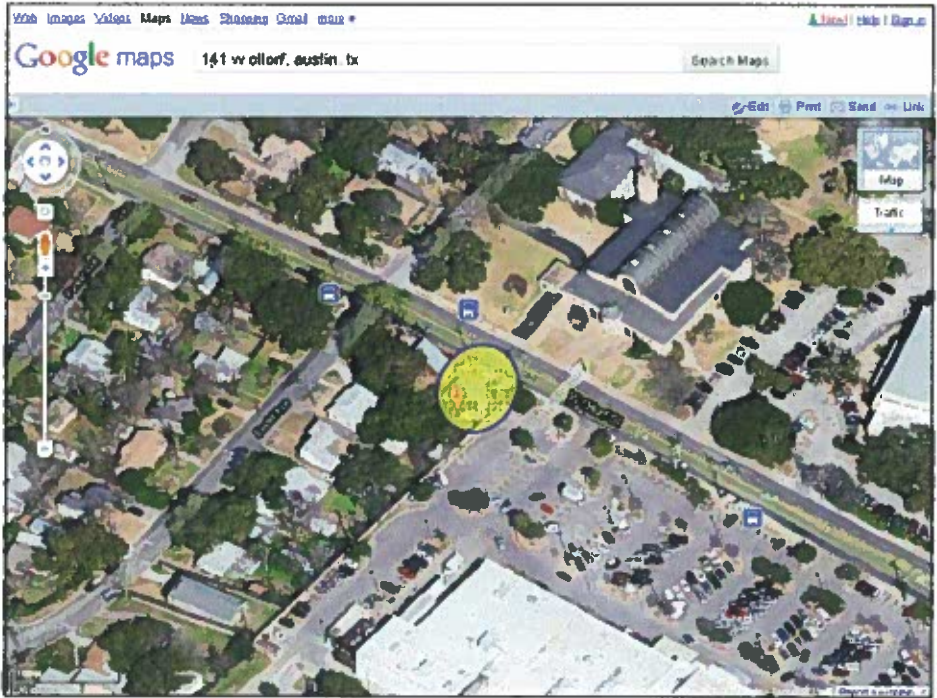 Web Images Videos Maps News Shopping Gmail more
Help | Sign in
Google maps
141 w oltorf, austin, tx
Search Maps
Edit Print Send Link
Map
Traffic